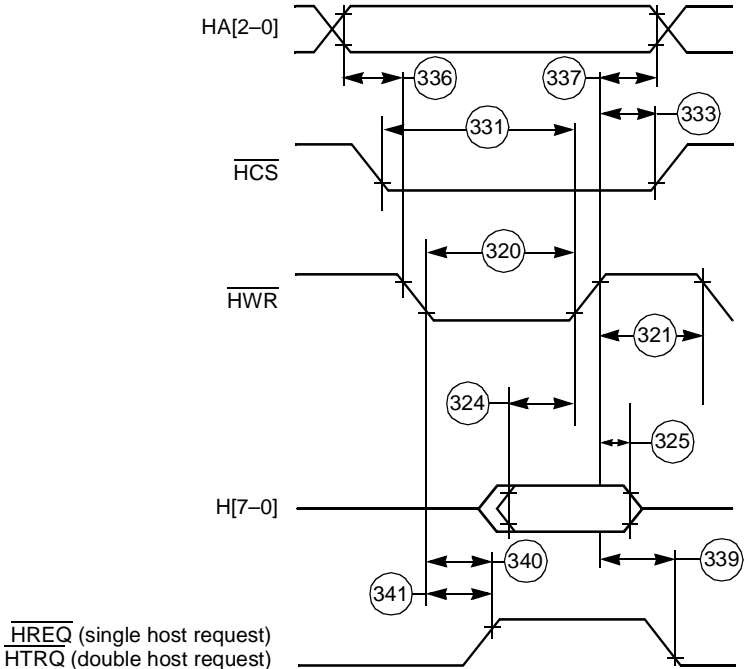 HA[2–0]
336
337
333
331
HCS
320
HWR
321
324
325
H[7–0]
340
339
341
HREQ (single host request)
HTRQ (double host request)